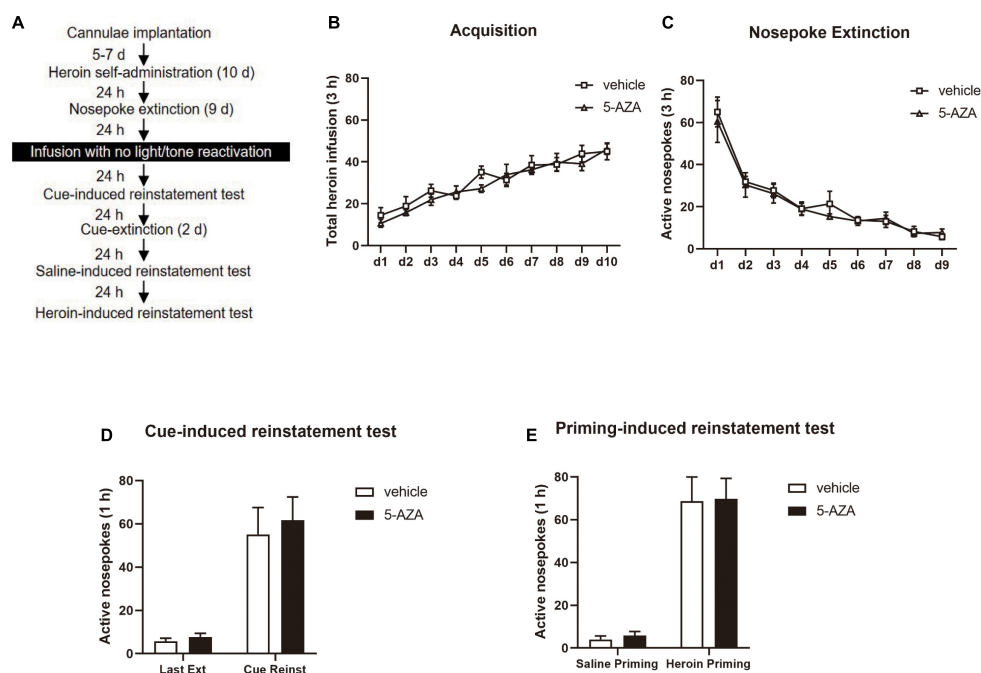 A
Cannulae implantation
5-7 d
Heroin self-administration (10 d)
24 h
Nosepoke extinction (9 d)
24 h
Infusion with no light/tone reactivation
24 h
Cue-induced reinstatement test
24 h
Cue-extinction (2 d)
24 h
Saline-induced reinstatement test
24 h
Heroin-induced reinstatement test
B
Acquisition
Total heroin infusion (3 h)
80
60
40
20
0
d1 d2 d3 d4 d5 d6 d7 d8 d9 d10
vehicle
5-AZA
C
Nosepoke Extinction
Active nosepokes (3 h)
80
60
40
20
0
d1 d2 d3 d4 d5 d6 d7 d8 d9
vehicle
5-AZA
D
Cue-induced reinstatement test
Active nosepokes (1 h)
80
60
40
20
0
Last Ext Cue Reinst
vehicle
5-AZA
E
Priming-induced reinstatement test
Active nosepokes (1 h)
80
60
40
20
0
Saline Priming Heroin Priming
vehicle
5-AZA